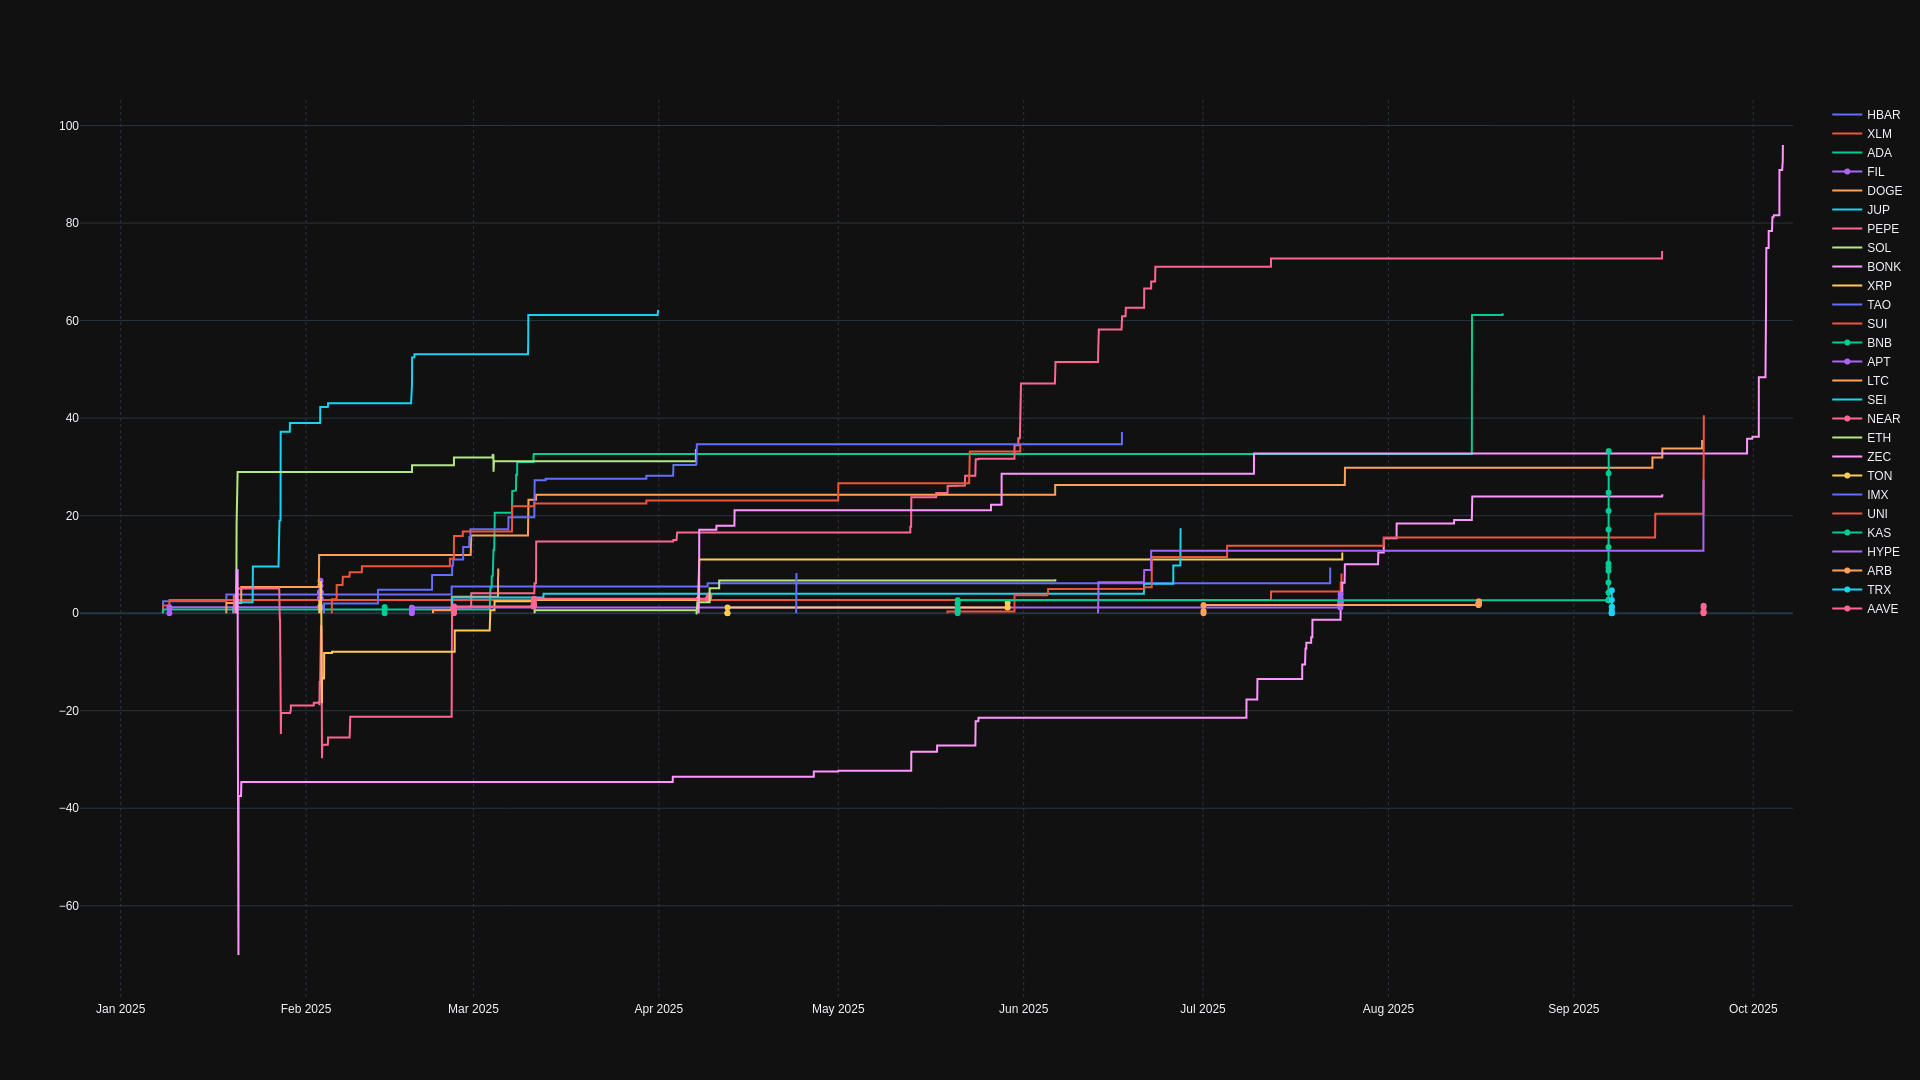 100
80
60
40
20
0
−20
−40
−60
Jan 2025
Feb 2025
Mar 2025
Apr 2025
May 2025
Jun 2025
Jul 2025
Aug 2025
Sep 2025
Oct 2025
HBAR
XLM
ADA
FIL
DOGE
JUP
PEPE
SOL
BONK
XRP
TAO
SUI
BNB
APT
LTC
SEI
NEAR
ETH
ZEC
TON
IMX
UNI
KAS
HYPE
ARB
TRX
AAVE